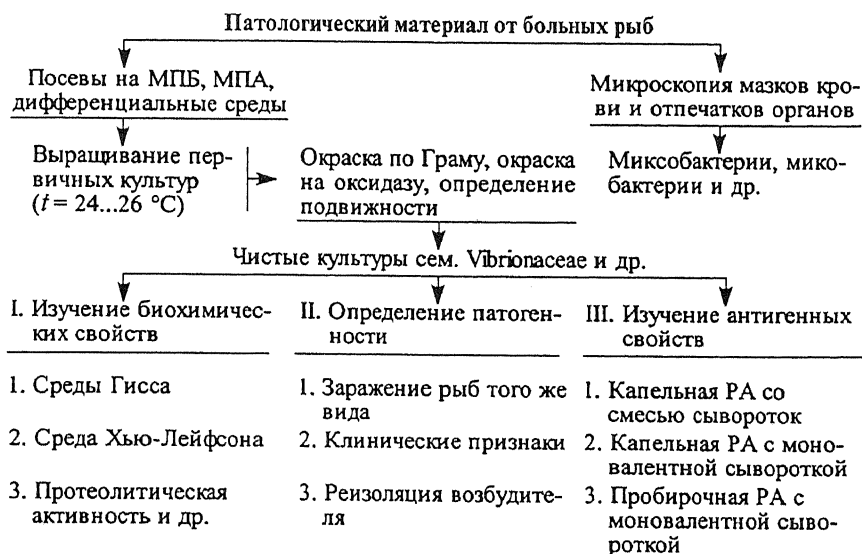 Патологический материал от больных рыб
Посевы на МПБ, МПА,
дифференциальные среды
Микроскопия мазков кро-
ви и отпечатков органов
Выращивание пер-
вичных культур
(t = 24...26 °C)
Окраска по Граму, окраска
на оксидазу, определение
подвижности
Миксобактерии, мико-
бактерии и др.
Чистые культуры сем. Vibrionaceae и др.
I. Изучение биохимичес-
ких свойств
1. Среды Гисса
2. Среда Хью-Лейфсона
3. Протеолитическая
активность и др.
II. Определение патоген-
ности
1. Заражение рыб того же
вида
2. Клинические признаки
3. Реизоляция возбудите-
ля
III. Изучение антигенных
свойств
1. Капельная РА со
смесью сывороток
2. Капельная РА с моно-
валентной сывороткой
3. Пробирочная РА с
моновалентной сыво-
роткой